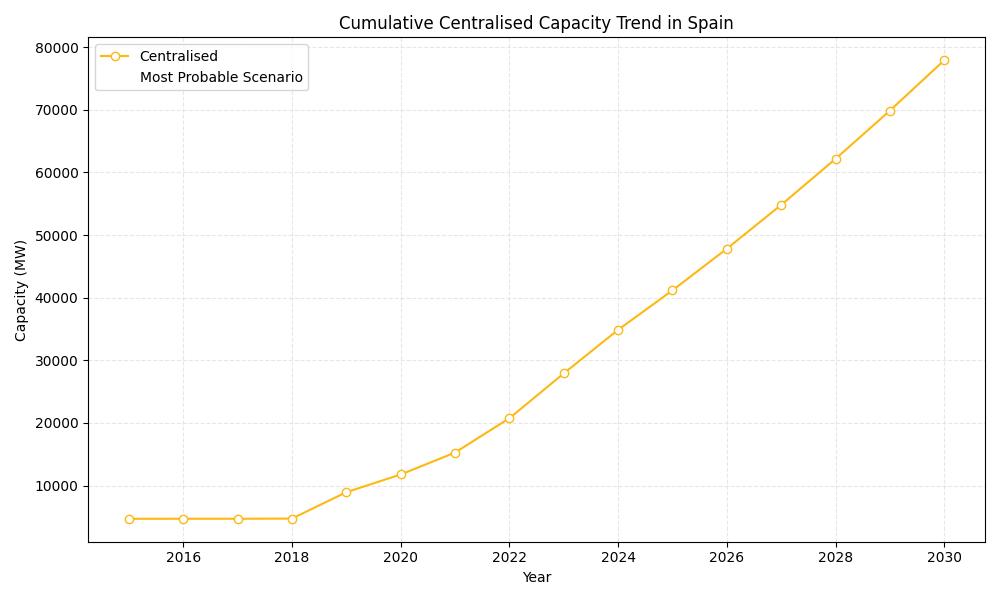 Cumulative Centralised Capacity Trend in Spain
Centralised
Most Probable Scenario
80000
70000
60000
50000
40000
30000
20000
10000
Capacity (MW)
2016 2018 2020 2022 2024 2026 2028 2030
Year